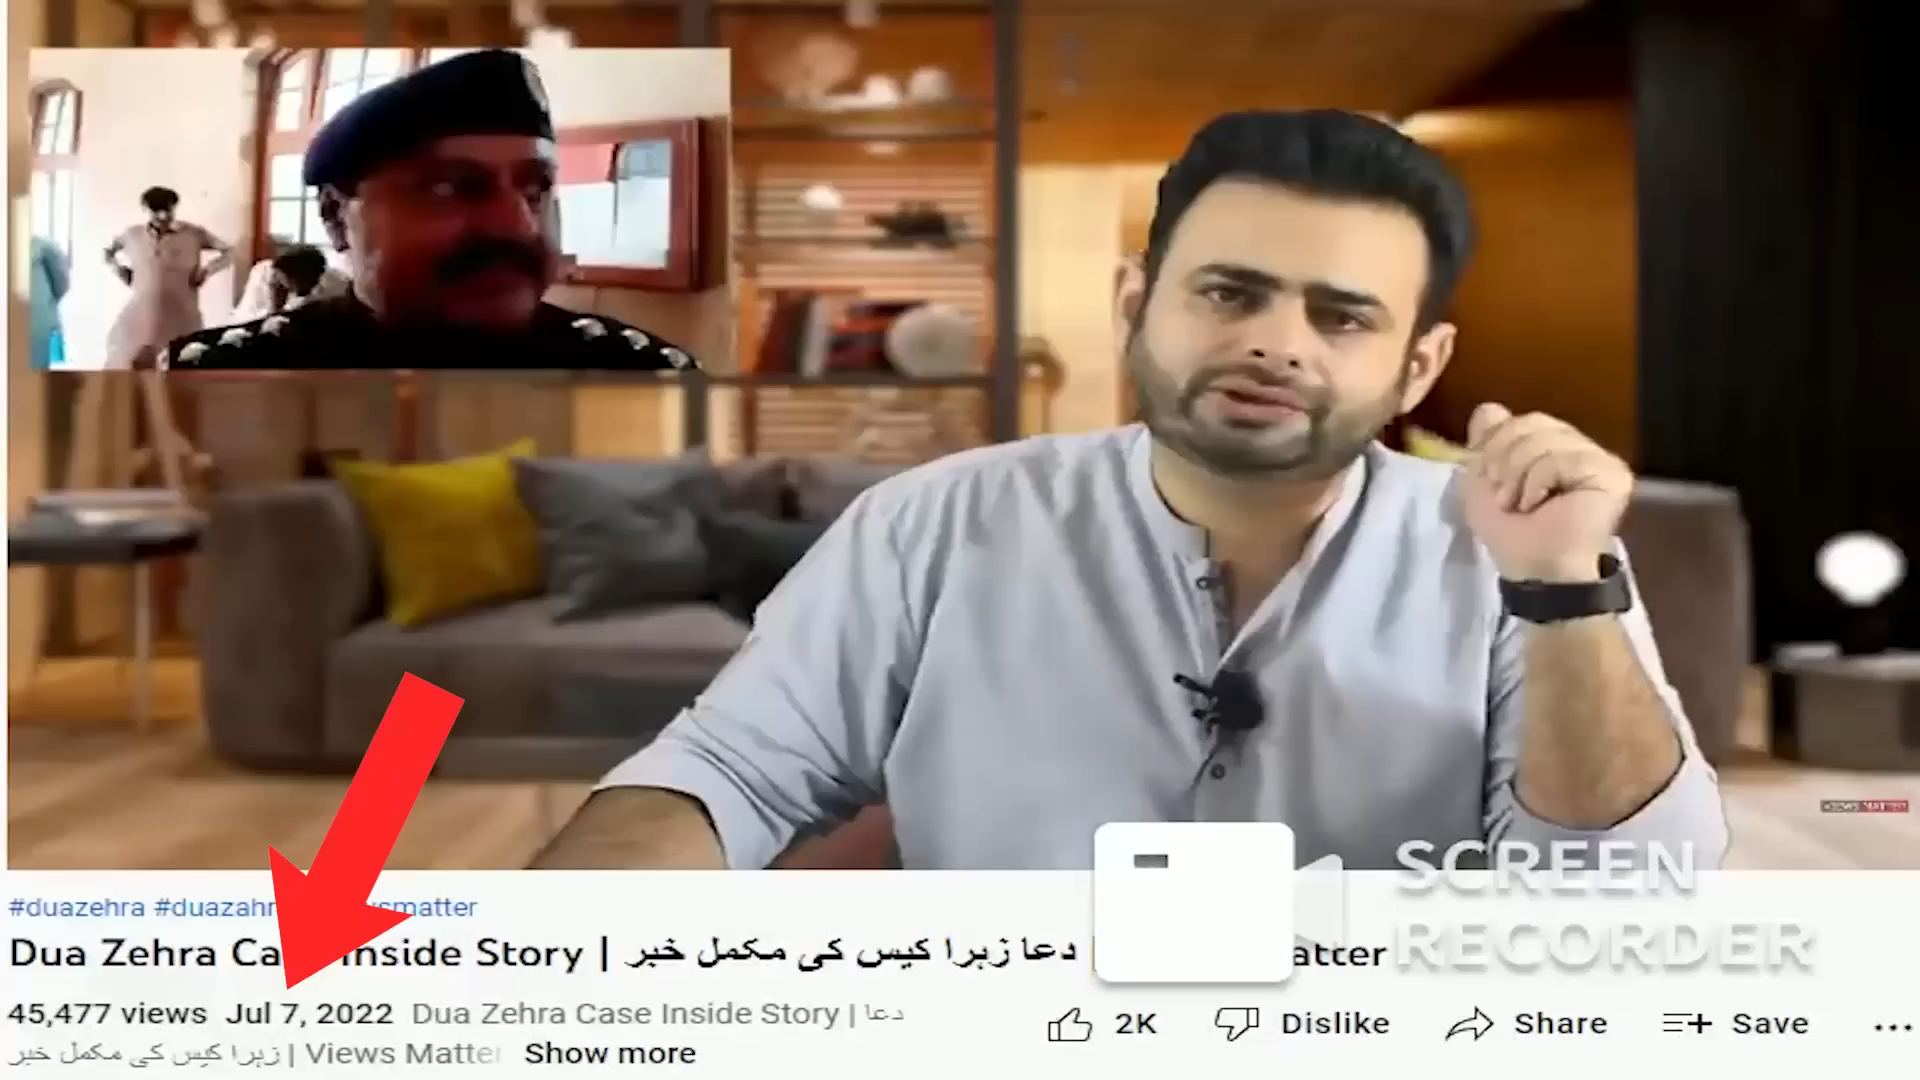 VIEWS MATTER
SCREEN
RECORDER
#duazehra #duazahr smatter
Dua Zehra Ca Inside Story | دعا زہرا کیس کی مکمل خبر atter
45,477 views Jul 7, 2022 Dua Zehra Case Inside Story | دعا
زہرا کیس کی مکمل خبر | Views Matter Show more
2K Dislike Share Save